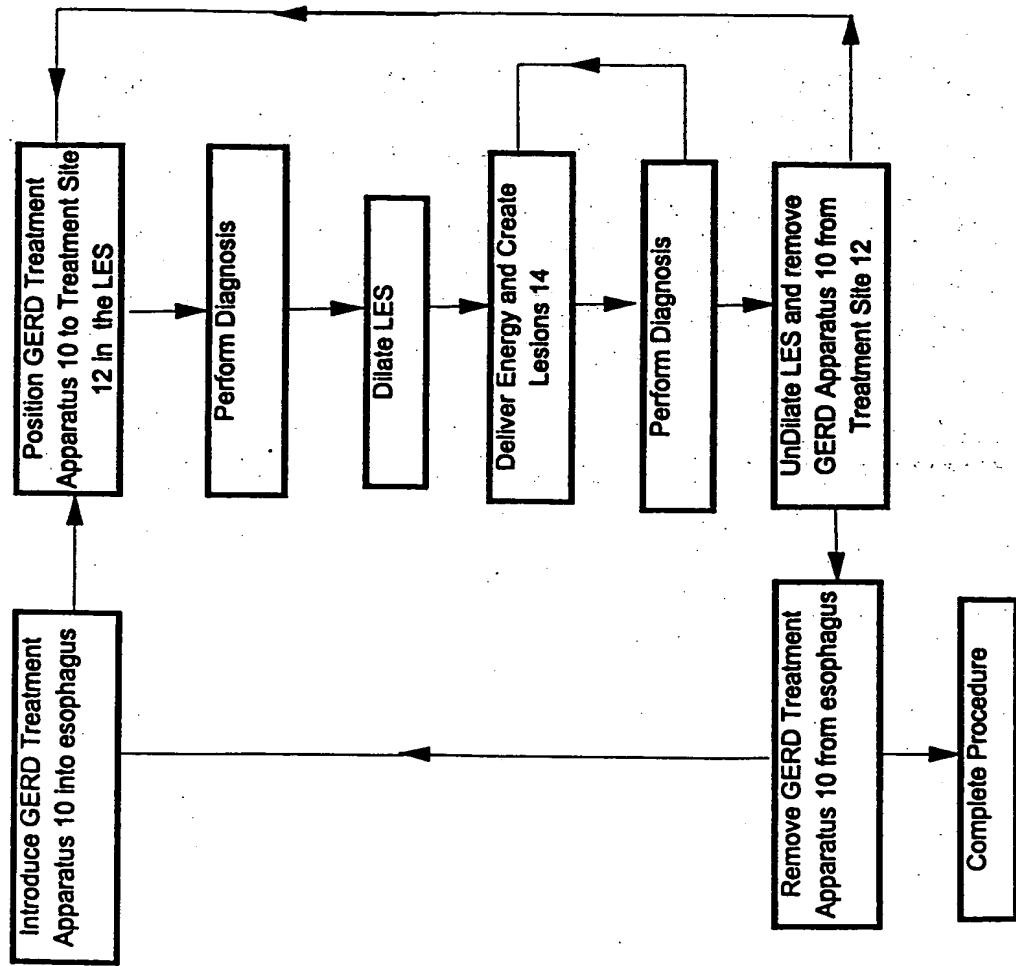 Introduce GERD Treatment
Apparatus 10 into esophagus
Position GERD Treatment
Apparatus 10 to Treatment Site
12 in the LES
Perform Diagnosis
Dilate LES
Deliver Energy and Create
Lesions 14
Perform Diagnosis
UnDilate LES and remove
GERD Apparatus 10 from
Treatment Site 12
Remove GERD Treatment
Apparatus 10 from esophagus
Complete Procedure